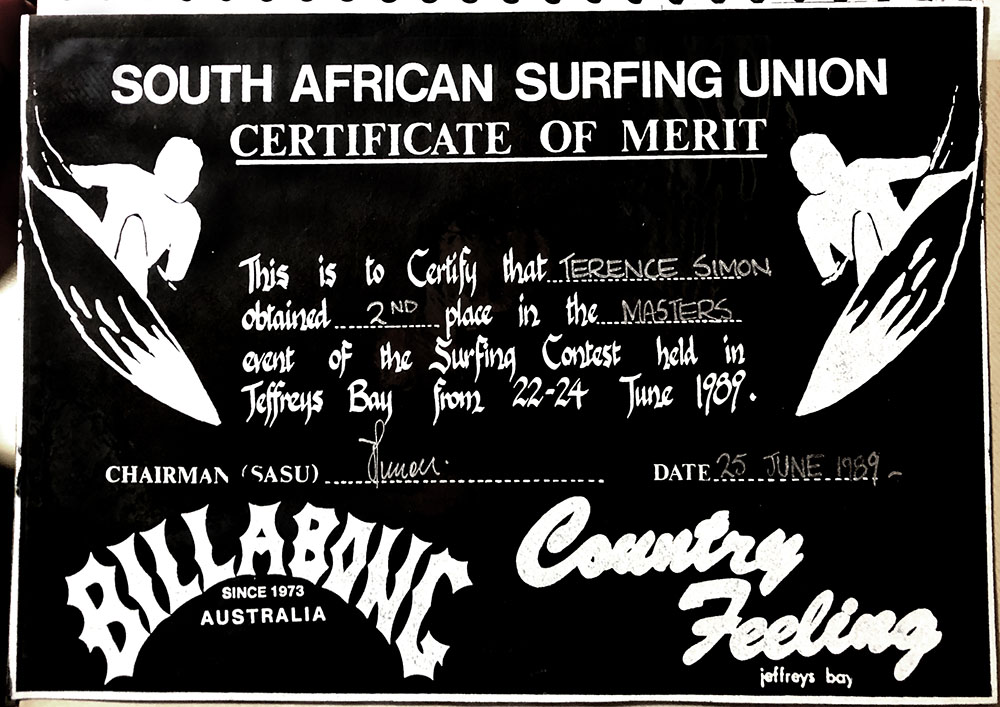 SOUTH AFRICAN SURFING UNION
CERTIFICATE OF MERIT
This is to Certify that TERENCE SIMON
obtained 2ND place in the MASTERS
event of the Surfing Contest held in
Jeffreys Bay from 22-24 June 1989.
CHAIRMAN (SASU)
DATE 25 JUNE 1989
BILLABONG
SINCE 1973
AUSTRALIA
Country
Feeling
jeffreys bay